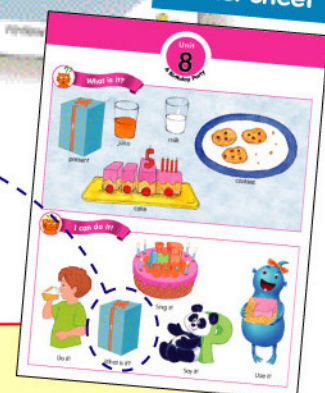 Unit
8
A Birthday Party
What is it?
present
juice
milk
cookies
cake
5
I can do it!
Do it!
What is it?
Sing it!
Say it!
Use it!